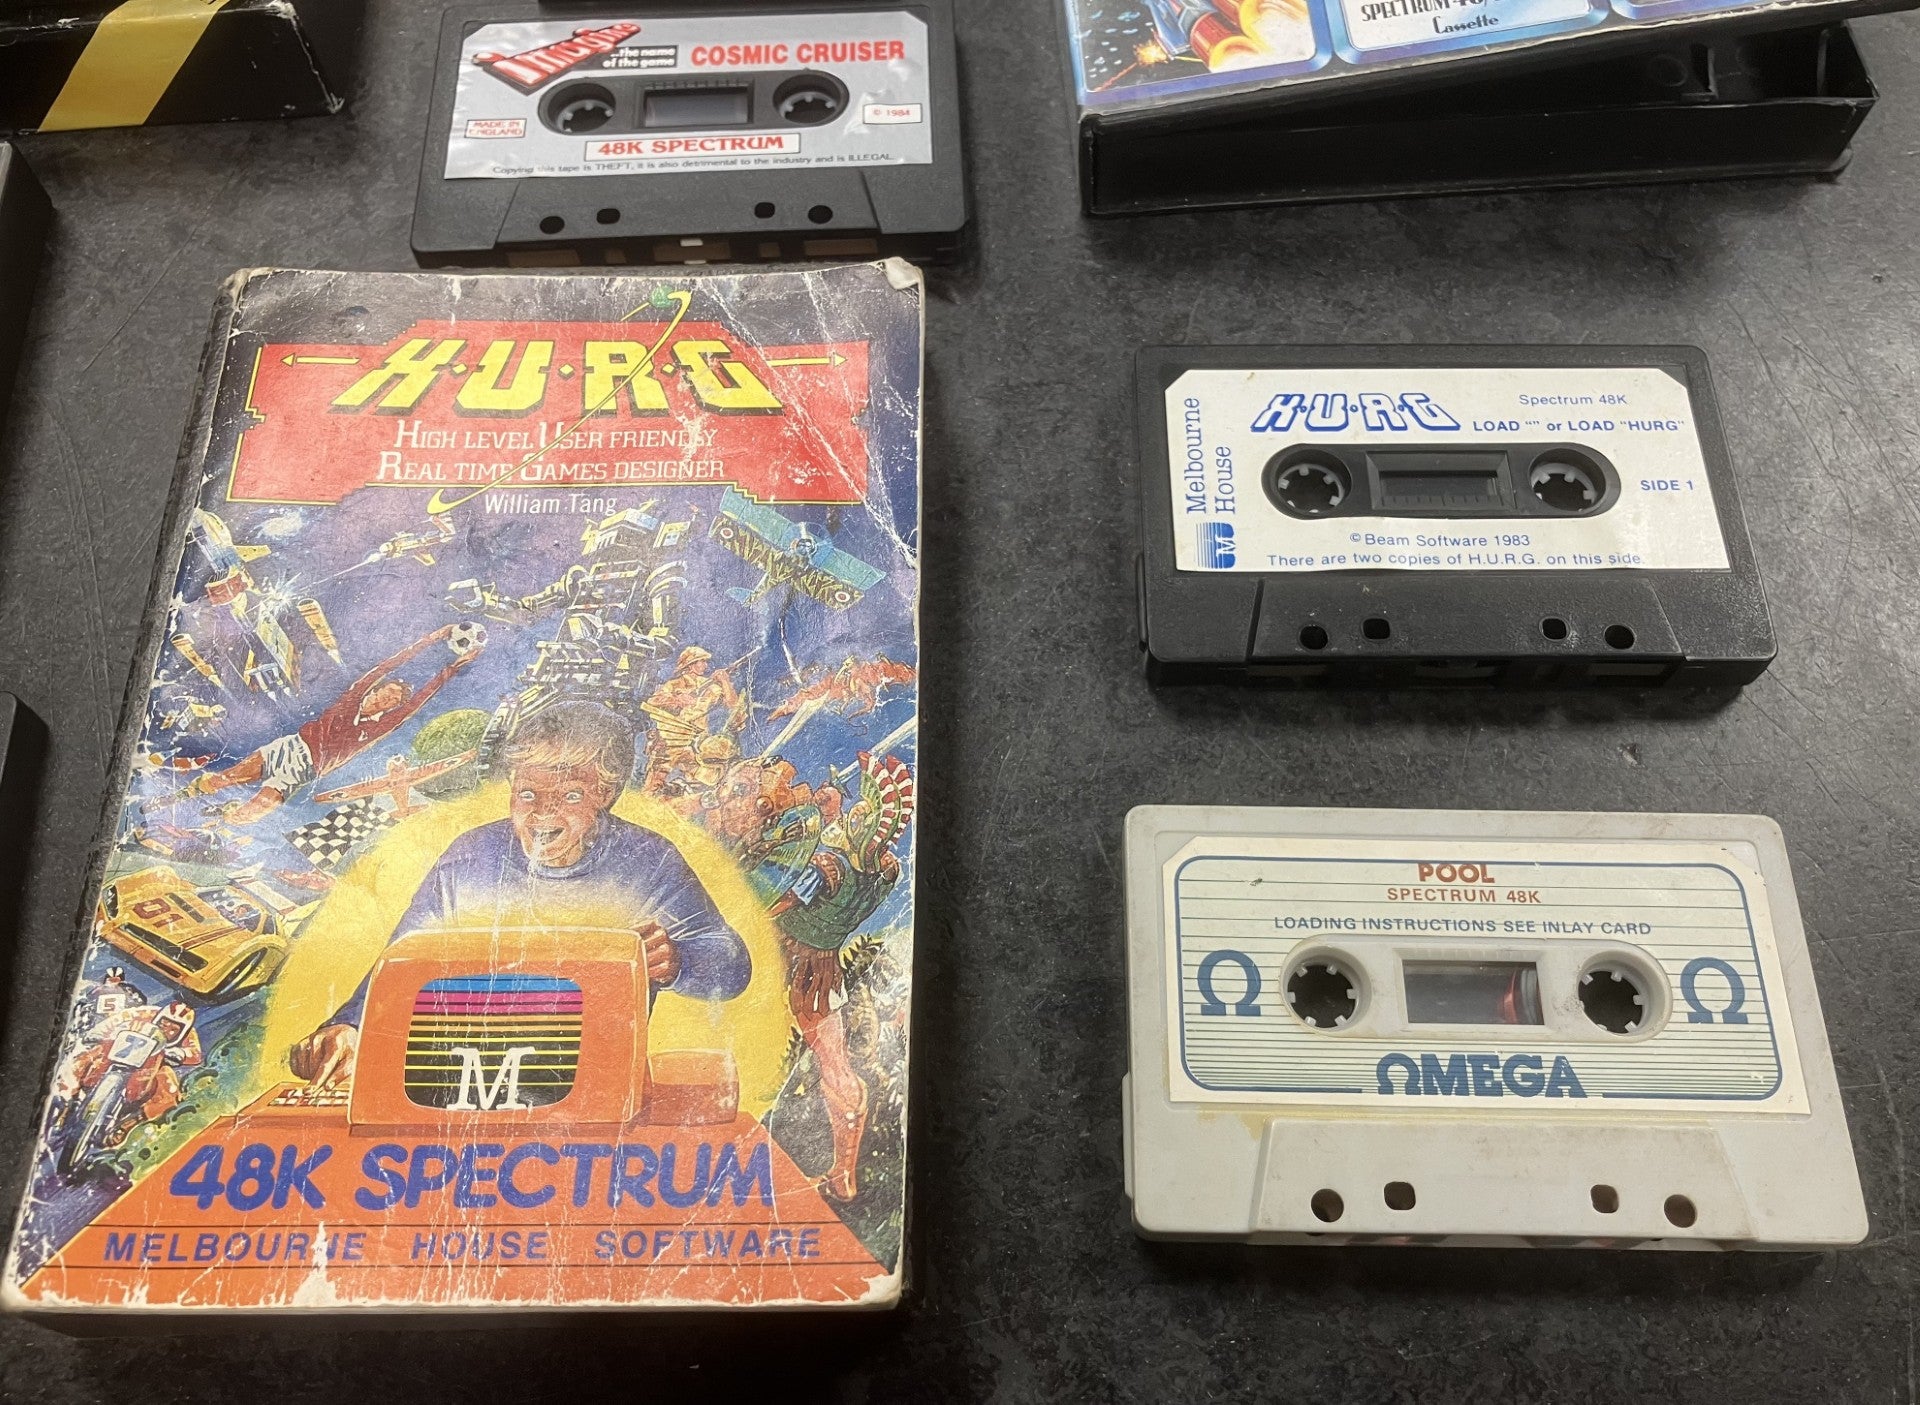 imagine
...the name
of the game
COSMIC CRUISER
MADE IN
ENGLAND
© 1984
48K SPECTRUM
Copying this tape is THEFT, it is also detrimental to the industry and is ILLEGAL.
Cassette
H·U·R·G
HIGH LEVEL USER FRIENDLY
REAL TIME GAMES DESIGNER
William Tang
01
5
7
M
48K SPECTRUM
MELBOURNE HOUSE SOFTWARE
Melbourne
House
M
H·U·R·G
Spectrum 48K
LOAD “” or LOAD “HURG”
SIDE 1
© Beam Software 1983
There are two copies of H.U.R.G. on this side.
POOL
SPECTRUM 48K
LOADING INSTRUCTIONS SEE INLAY CARD
Ω Ω
ΩMEGA